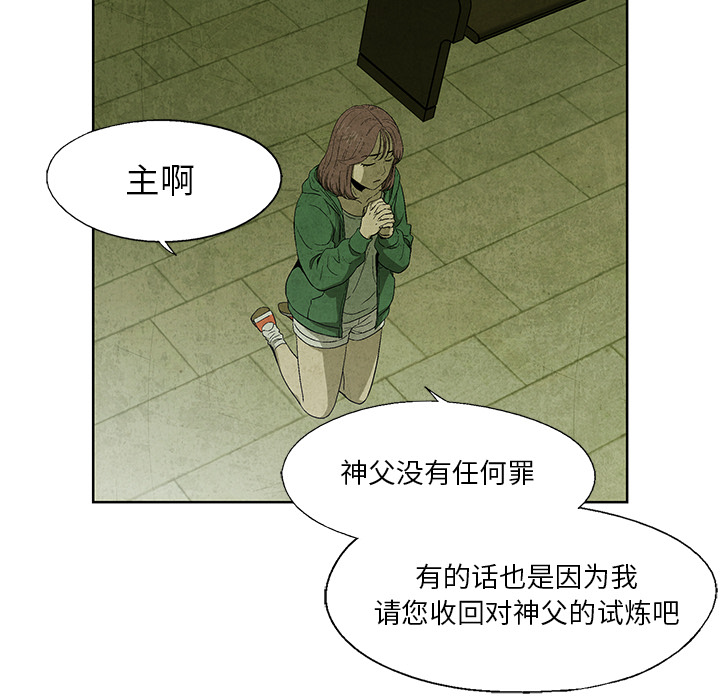 主啊
神父没有任何罪
有的话也是因为我
请您收回对神父的试炼吧